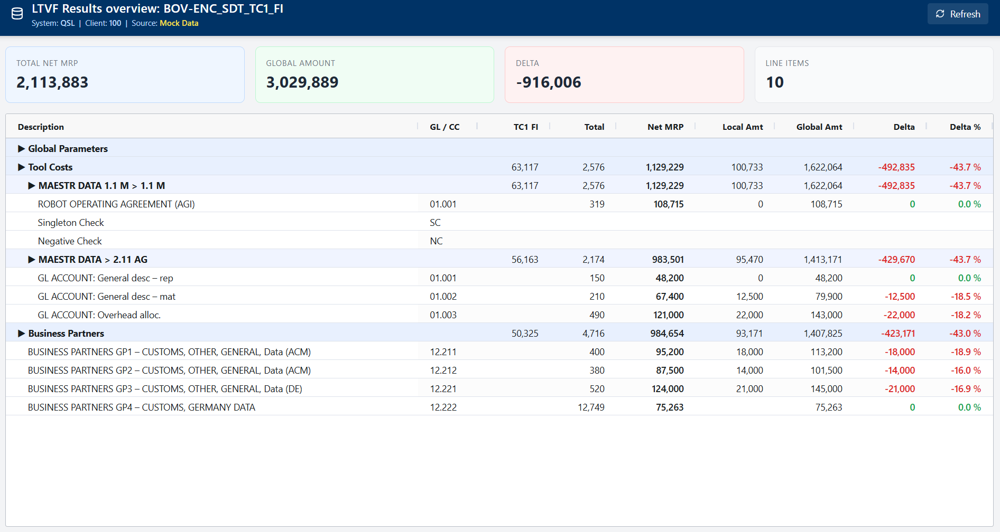 LTVF Results overview: BOV-ENC_SDT_TC1_FI
System: QSL | Client: 100 | Source: Mock Data
Refresh
TOTAL NET MRP
2,113,883
GLOBAL AMOUNT
3,029,889
DELTA
-916,006
LINE ITEMS
10
Description GL / CC TC1 FI Total Net MRP Local Amt Global Amt Delta Delta %
▶ Global Parameters
▶ Tool Costs 63,117 2,576 1,129,229 100,733 1,622,064 -492,835 -43.7 %
▶ MAESTR DATA 1.1 M > 1.1 M 63,117 2,576 1,129,229 100,733 1,622,064 -492,835 -43.7 %
ROBOT OPERATING AGREEMENT (AGI) 01.001 319 108,715 0 108,715 0 0.0 %
Singleton Check SC
Negative Check NC
▶ MAESTR DATA > 2.11 AG 56,163 2,174 983,501 95,470 1,413,171 -429,670 -43.7 %
GL ACCOUNT: General desc – rep 01.001 150 48,200 0 48,200 0 0.0 %
GL ACCOUNT: General desc – mat 01.002 210 67,400 12,500 79,900 -12,500 -18.5 %
GL ACCOUNT: Overhead alloc. 01.003 490 121,000 22,000 143,000 -22,000 -18.2 %
▶ Business Partners 50,325 4,716 984,654 93,171 1,407,825 -423,171 -43.0 %
BUSINESS PARTNERS GP1 – CUSTOMS, OTHER, GENERAL, Data (ACM) 12.211 400 95,200 18,000 113,200 -18,000 -18.9 %
BUSINESS PARTNERS GP2 – CUSTOMS, OTHER, GENERAL, Data (ACM) 12.212 380 87,500 14,000 101,500 -14,000 -16.0 %
BUSINESS PARTNERS GP3 – CUSTOMS, OTHER, GENERAL, Data (DE) 12.221 520 124,000 21,000 145,000 -21,000 -16.9 %
BUSINESS PARTNERS GP4 – CUSTOMS, GERMANY DATA 12.222 12,749 75,263 75,263 0 0.0 %